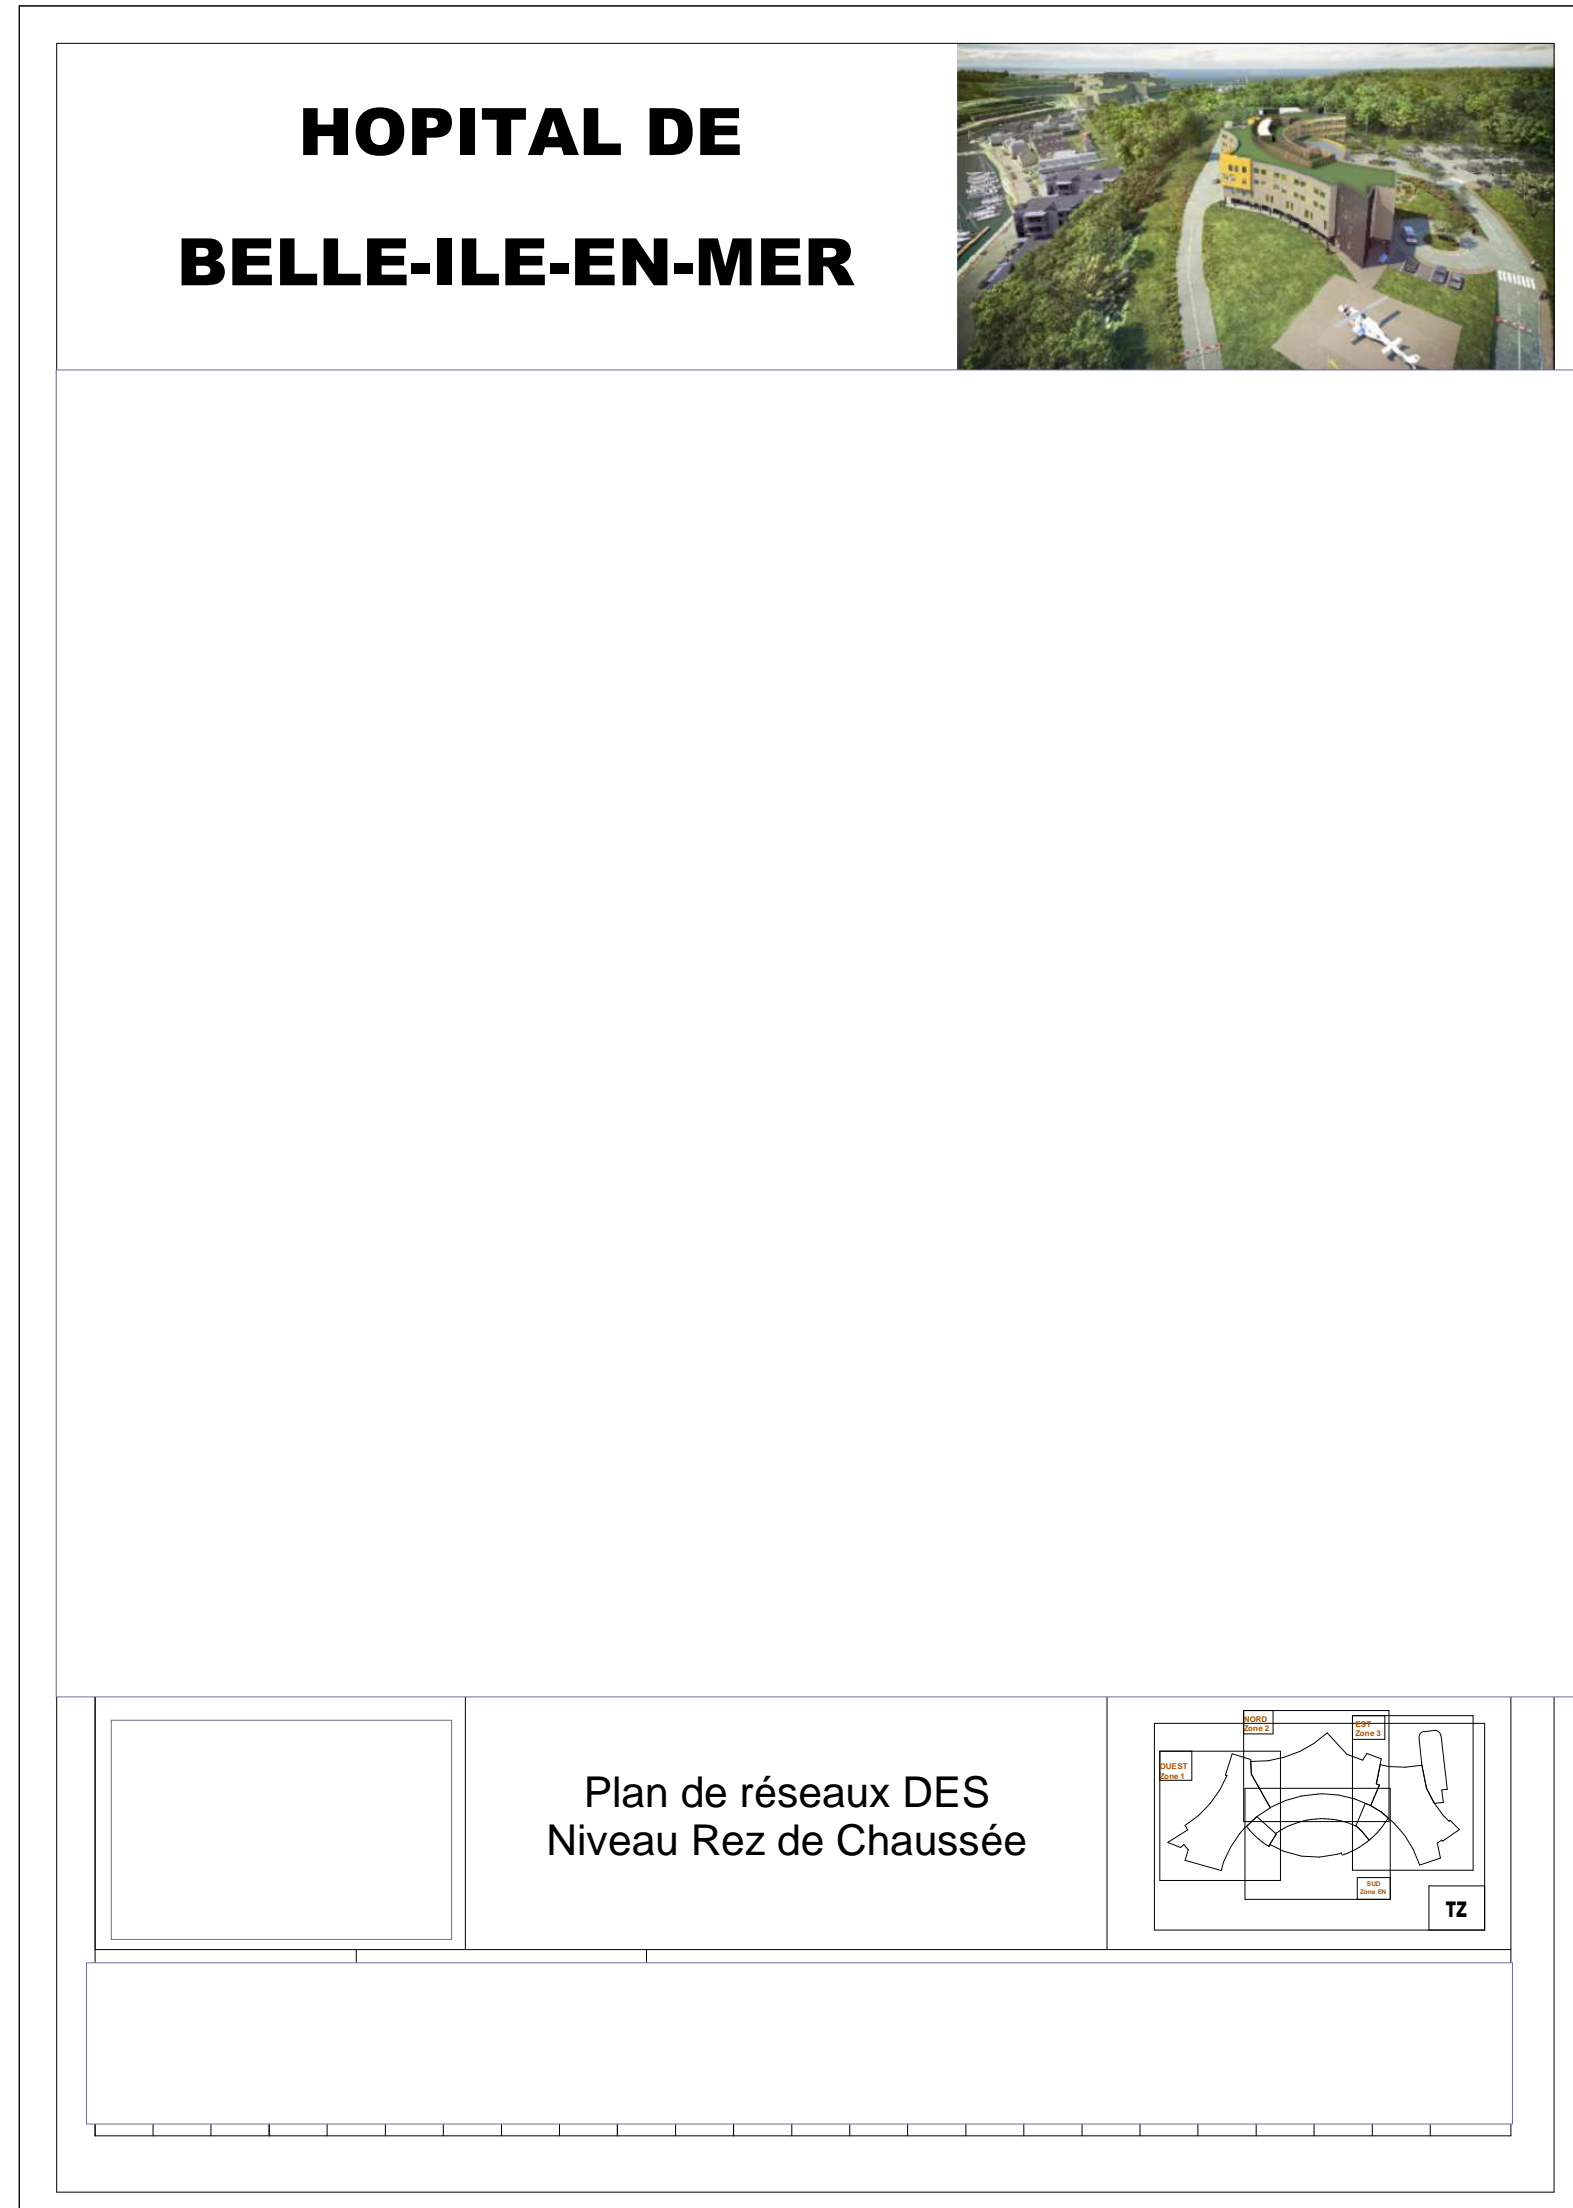 HOPITAL DE
BELLE-ILE-EN-MER
Plan de réseaux DES
Niveau Rez de Chaussée
NORD
Zone 2
EST
Zone 3
OUEST
Zone 1
SUD
Zone EN
TZ